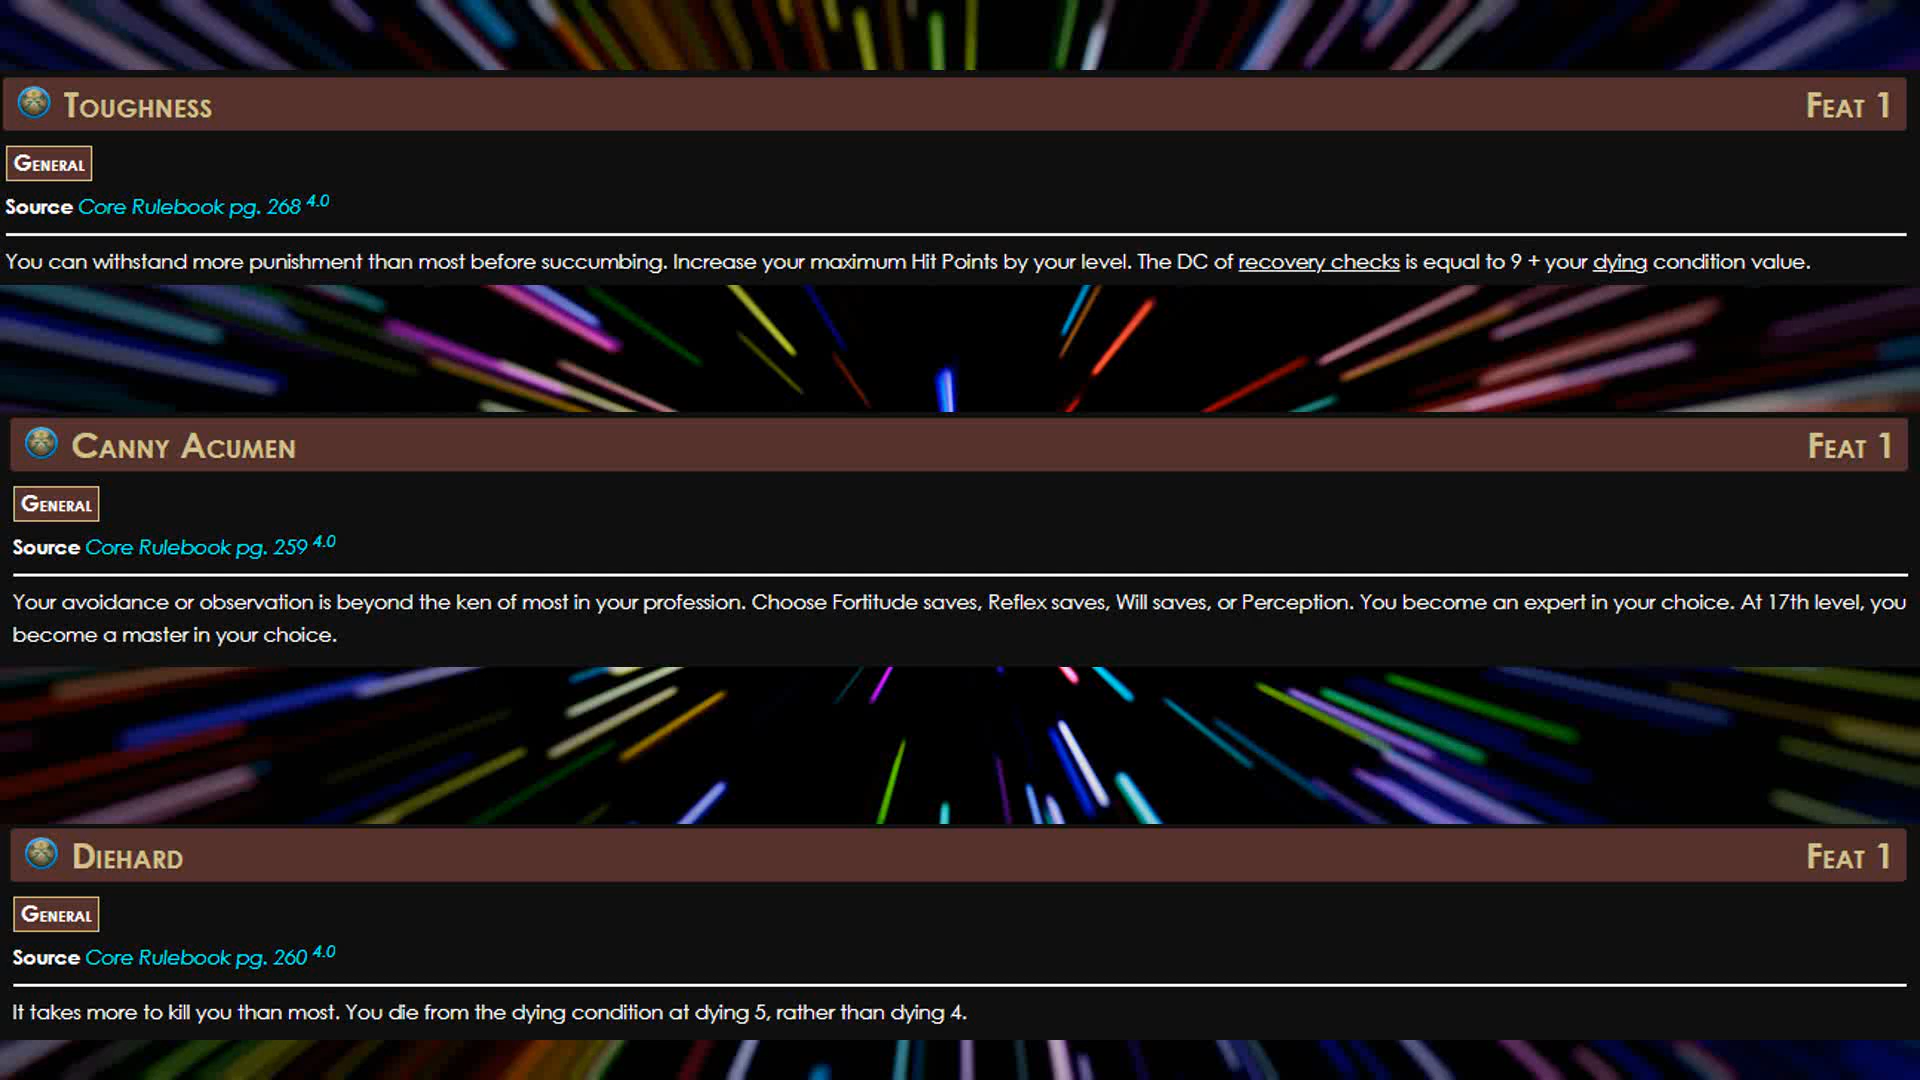 Toughness Feat 1
General
Source Core Rulebook pg. 268 4.0
You can withstand more punishment than most before succumbing. Increase your maximum Hit Points by your level. The DC of recovery checks is equal to 9 + your dying condition value.
Canny Acumen Feat 1
General
Source Core Rulebook pg. 259 4.0
Your avoidance or observation is beyond the ken of most in your profession. Choose Fortitude saves, Reflex saves, Will saves, or Perception. You become an expert in your choice. At 17th level, you
become a master in your choice.
Diehard Feat 1
General
Source Core Rulebook pg. 260 4.0
It takes more to kill you than most. You die from the dying condition at dying 5, rather than dying 4.